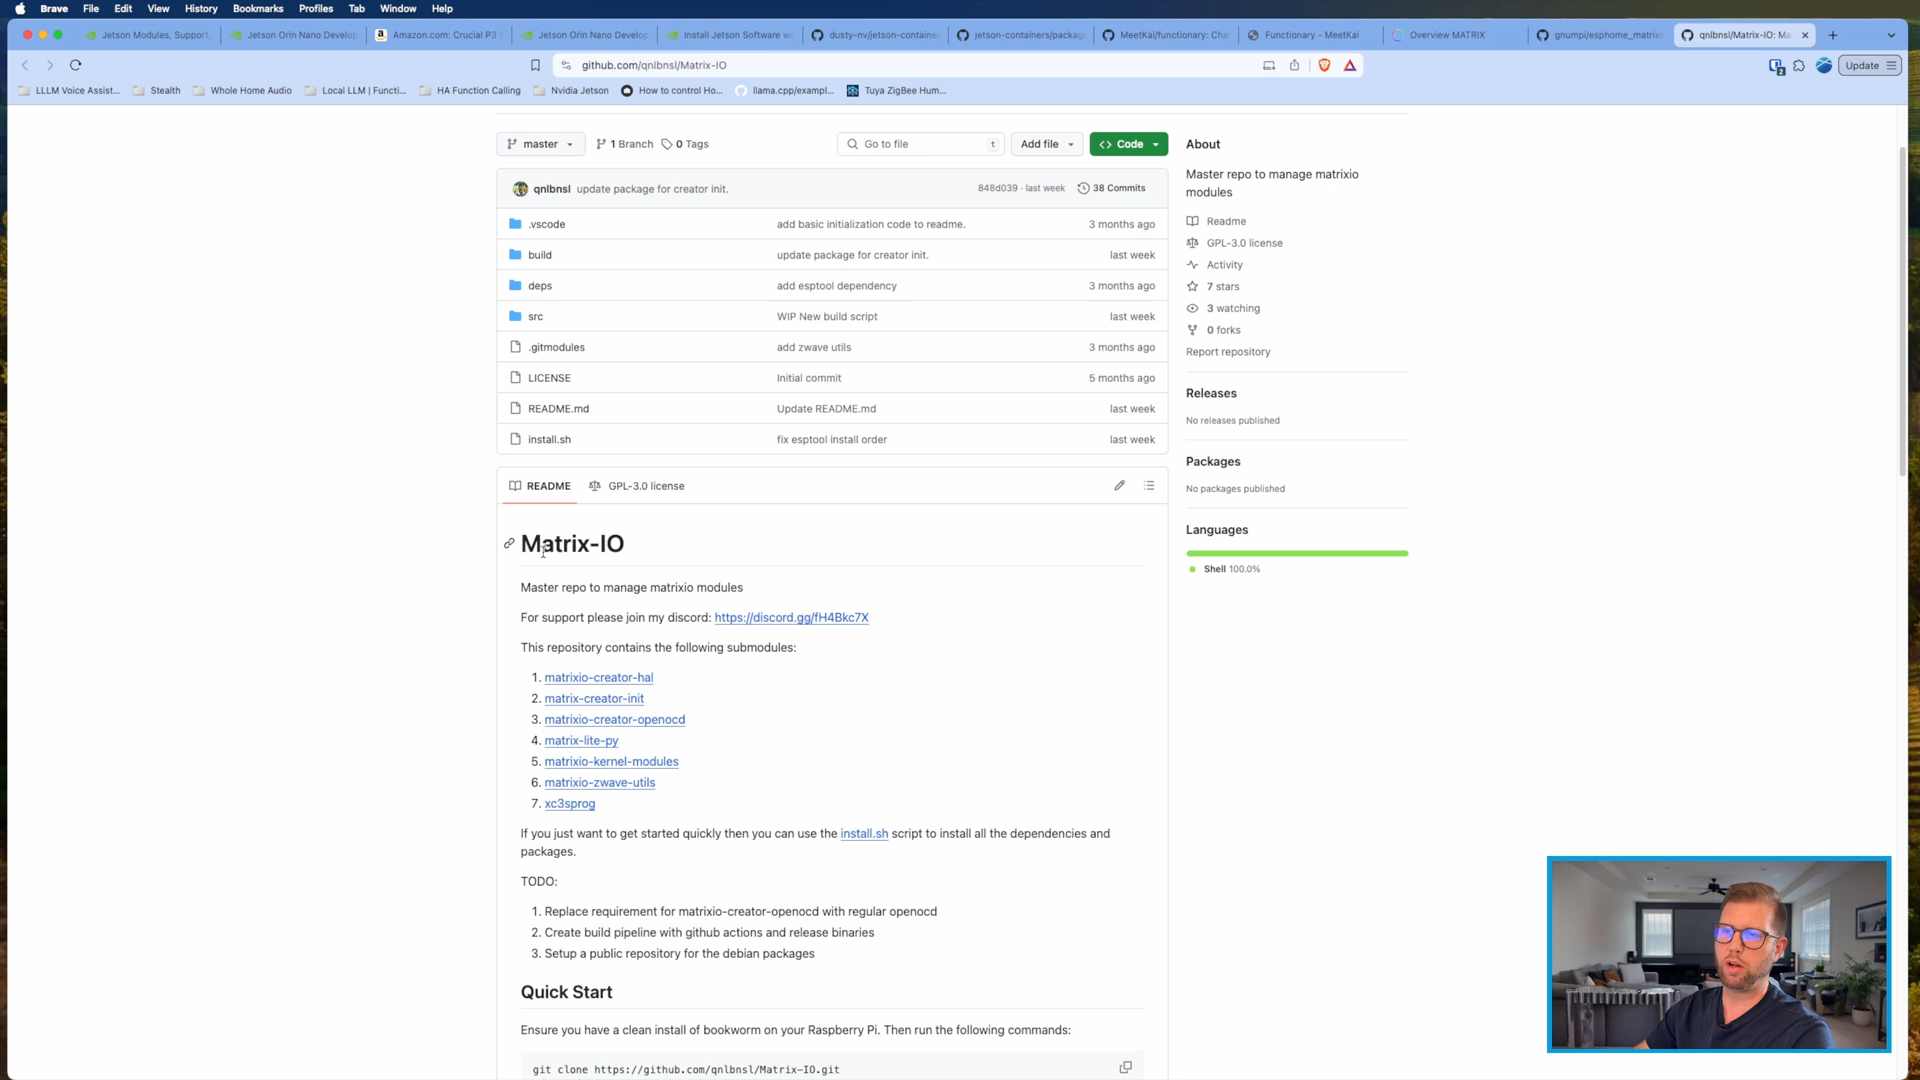 Brave File Edit View History Bookmarks Profiles Tab Window Help
Jetson Modules, Support,
Jetson Orin Nano Develop
Amazon.com: Crucial P3
Jetson Orin Nano Develop
Install Jetson Software wi
dusty-nv/jetson-container
jetson-containers/packag
MeetKai/functionary: Cha
Functionary - MeetKai
Overview MATRIX
gnumpi/esphome_matrix
qnlbnsl/Matrix-IO: Ma
github.com/qnlbnsl/Matrix-IO
2
Update
LLLM Voice Assist...
Stealth
Whole Home Audio
Local LLM | Functi...
HA Function Calling
Nvidia Jetson
How to control Ho...
llama.cpp/exampl...
Tuya ZigBee Hum...
master
1 Branch
0 Tags
Go to file
t
Add file
Code
qnlbnsl update package for creator init.
848d039 · last week
38 Commits
.vscode add basic initialization code to readme. 3 months ago
build update package for creator init. last week
deps add esptool dependency 3 months ago
src WIP New build script last week
.gitmodules add zwave utils 3 months ago
LICENSE Initial commit 5 months ago
README.md Update README.md last week
install.sh fix esptool install order last week
README
GPL-3.0 license
Matrix-IO
Master repo to manage matrixio modules
For support please join my discord: https://discord.gg/fH4Bkc7X
This repository contains the following submodules:
1. matrixio-creator-hal
2. matrix-creator-init
3. matrixio-creator-openocd
4. matrix-lite-py
5. matrixio-kernel-modules
6. matrixio-zwave-utils
7. xc3sprog
If you just want to get started quickly then you can use the install.sh script to install all the dependencies and
packages.
TODO:
1. Replace requirement for matrixio-creator-openocd with regular openocd
2. Create build pipeline with github actions and release binaries
3. Setup a public repository for the debian packages
Quick Start
Ensure you have a clean install of bookworm on your Raspberry Pi. Then run the following commands:
git clone https://github.com/qnlbnsl/Matrix-IO.git
About
Master repo to manage matrixio
modules
Readme
GPL-3.0 license
Activity
7 stars
3 watching
0 forks
Report repository
Releases
No releases published
Packages
No packages published
Languages
Shell 100.0%